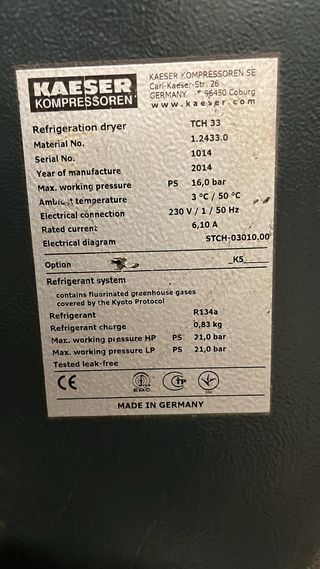 KAESER
KOMPRESSOREN
KAESER KOMPRESSOREN SE
Carl-Kaeser-Str. 26
GERMANY - 96450 Coburg
www.kaeser.com
Refrigeration dryer TCH 33
Material No. 1.2433.0
Serial No. 1014
Year of manufacture 2014
Max. working pressure PS 16,0 bar
Ambient temperature 3 °C / 50 °C
Electrical connection 230 V / 1 / 50 Hz
Rated current 6,10 A
Electrical diagram STCH-03010.00
Option _K5_
Refrigerant system
contains fluorinated greenhouse gases
covered by the Kyoto Protocol
Refrigerant R134a
Refrigerant charge 0,83 kg
Max. working pressure HP PS 21,0 bar
Max. working pressure LP PS 21,0 bar
Tested leak-free
CE EMC
MADE IN GERMANY